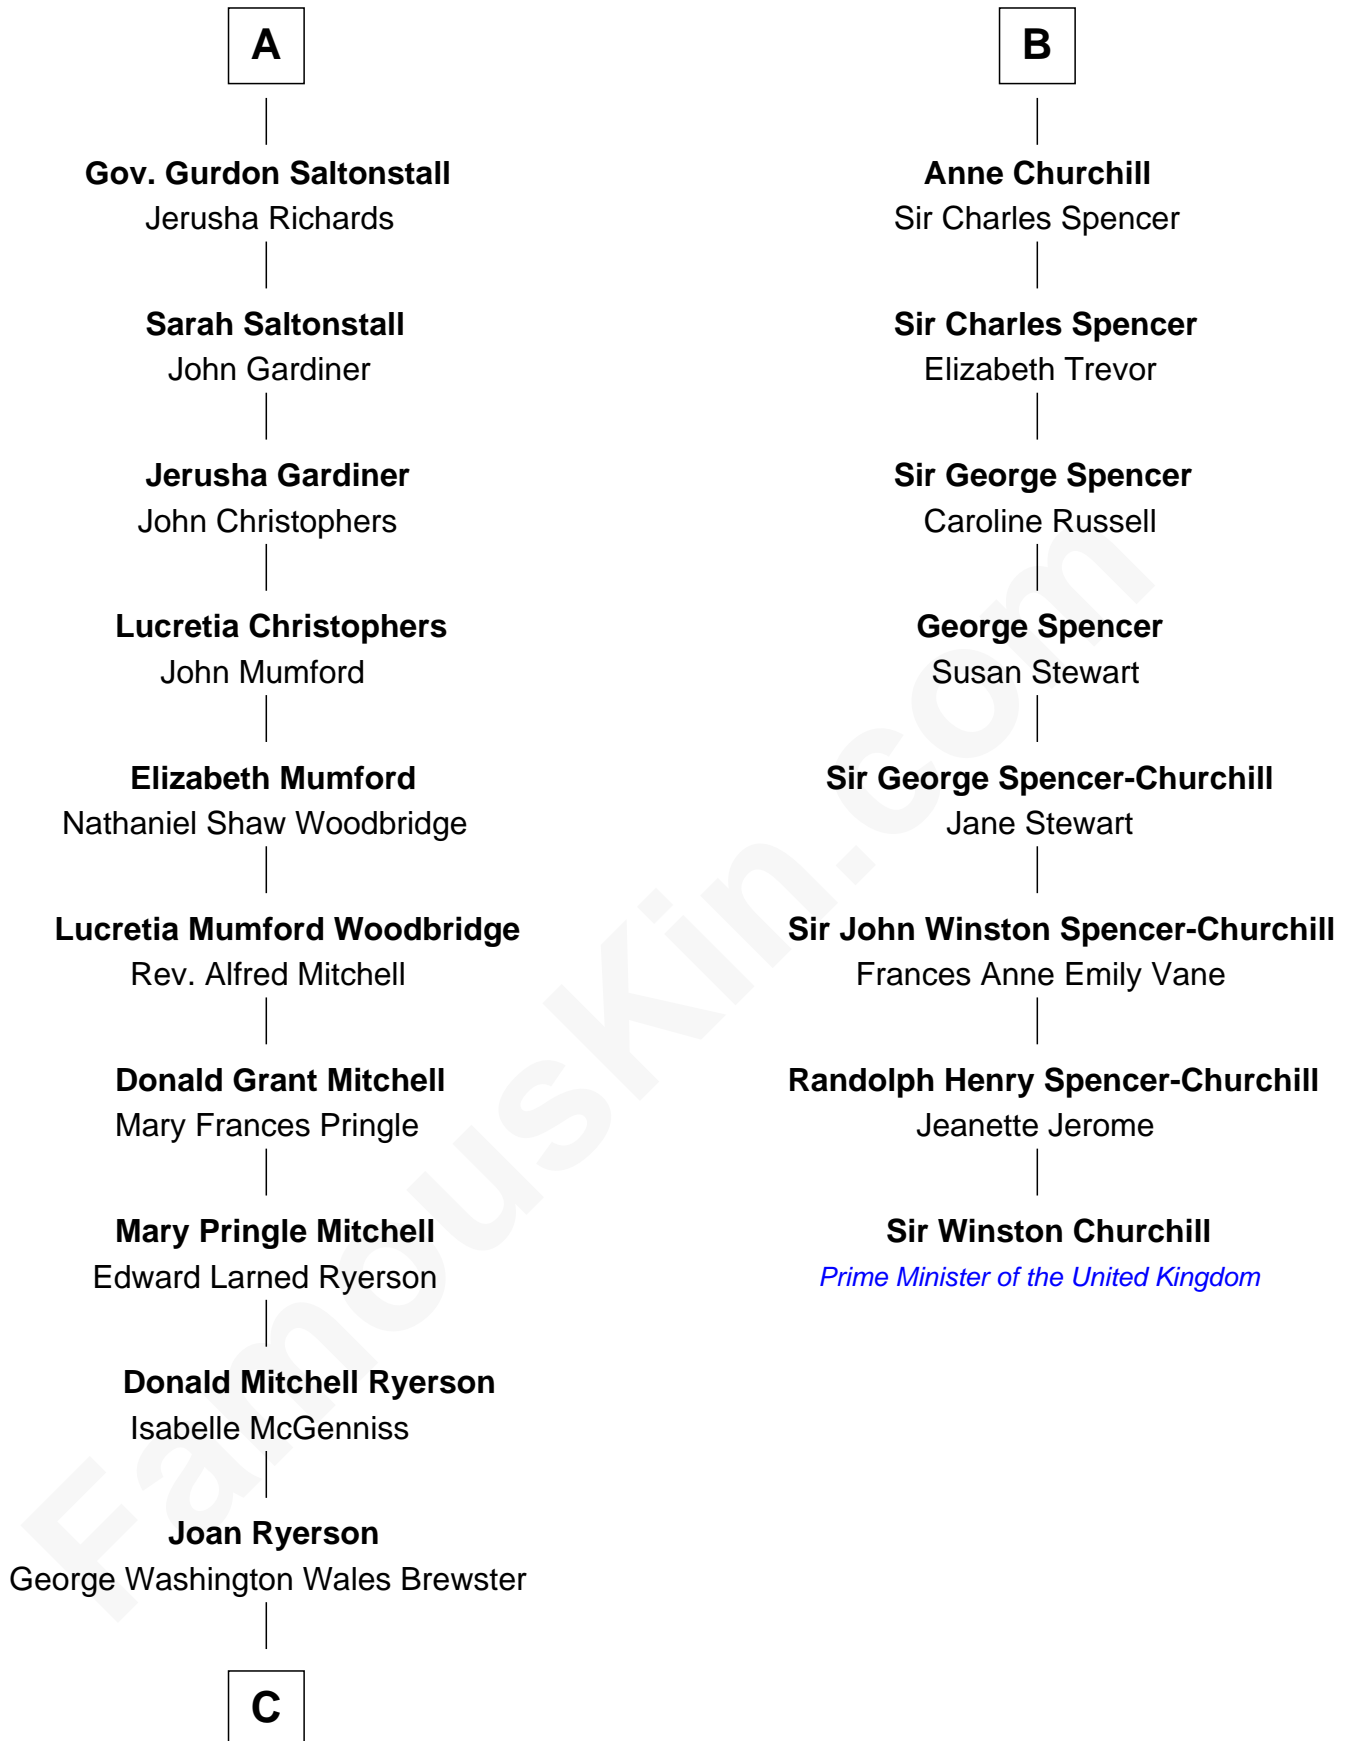 A
Gov. Gurdon Saltonstall
Jerusha Richards
Sarah Saltonstall
John Gardiner
Jerusha Gardiner
John Christophers
Lucretia Christophers
John Mumford
Elizabeth Mumford
Nathaniel Shaw Woodbridge
Lucretia Mumford Woodbridge
Rev. Alfred Mitchell
Donald Grant Mitchell
Mary Frances Pringle
Mary Pringle Mitchell
Edward Larned Ryerson
Donald Mitchell Ryerson
Isabelle McGenniss
Joan Ryerson
George Washington Wales Brewster
C
B
Anne Churchill
Sir Charles Spencer
Sir Charles Spencer
Elizabeth Trevor
Sir George Spencer
Caroline Russell
George Spencer
Susan Stewart
Sir George Spencer-Churchill
Jane Stewart
Sir John Winston Spencer-Churchill
Frances Anne Emily Vane
Randolph Henry Spencer-Churchill
Jeanette Jerome
Sir Winston Churchill
Prime Minister of the United Kingdom
FamousKin.com